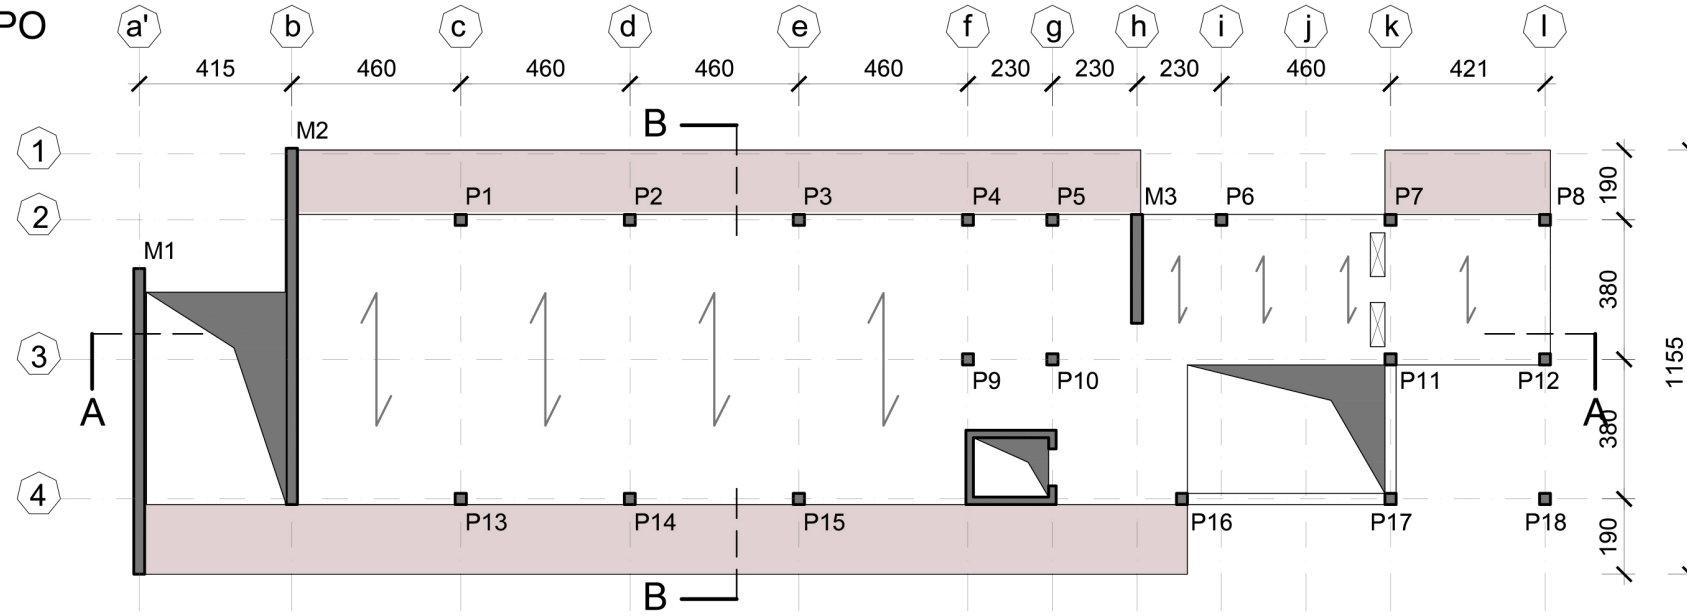 PO
a' b c d e f g h i j k l
415 460 460 460 460 230 230 230 460 421
B
M2
1
190
P1 P2 P3 P4 P5 M3 P6 P7 P8
2
M1
380
3
1155
P9 P10 P11 P12
A A
380
4
P13 P14 P15 P16 P17 P18
190
B